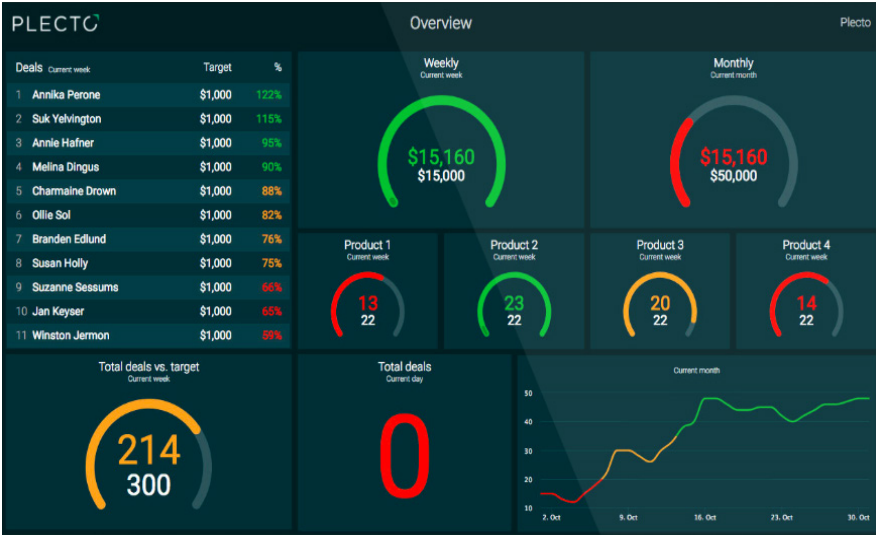 PLECTO
Overview
Plecto
Deals Current week Target %
1 Annika Perone $1,000 122%
2 Suk Yelvington $1,000 115%
3 Annie Hafner $1,000 95%
4 Melina Dingus $1,000 90%
5 Charmaine Drown $1,000 88%
6 Ollie Sol $1,000 82%
7 Branden Edlund $1,000 76%
8 Susan Holly $1,000 75%
9 Suzanne Sessums $1,000 66%
10 Jan Keyser $1,000 65%
11 Winston Jermon $1,000 59%
Weekly
Current week
$15,160
$15,000
Monthly
Current month
$15,160
$50,000
Product 1
Current week
13
22
Product 2
Current week
23
22
Product 3
Current week
20
22
Product 4
Current week
14
22
Total deals vs. target
Current week
214
300
Total deals
Current day
0
Current month
50
40
30
20
10
2. Oct 9. Oct 16. Oct 23. Oct 30. Oct